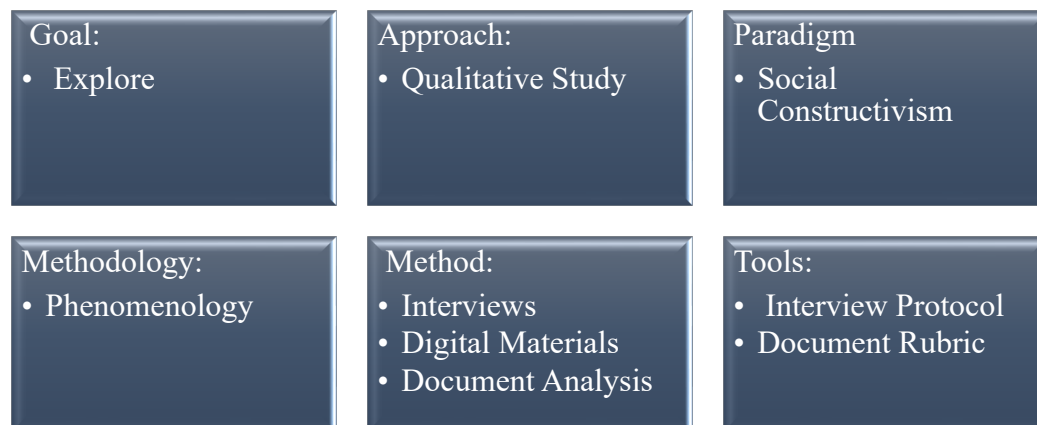 Goal:
• Explore
Approach:
• Qualitative Study
Paradigm
• Social
Constructivism
Methodology:
• Phenomenology
Method:
• Interviews
• Digital Materials
• Document Analysis
Tools:
• Interview Protocol
• Document Rubric